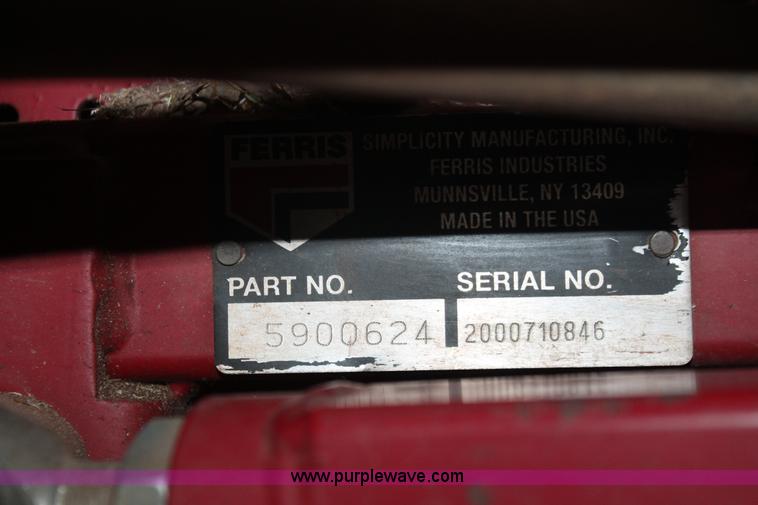 FERRIS
SIMPLICITY MANUFACTURING, INC.
FERRIS INDUSTRIES
MUNNSVILLE, NY 13409
MADE IN THE USA
PART NO. SERIAL NO.
5900624 2000710846
www.purplewave.com